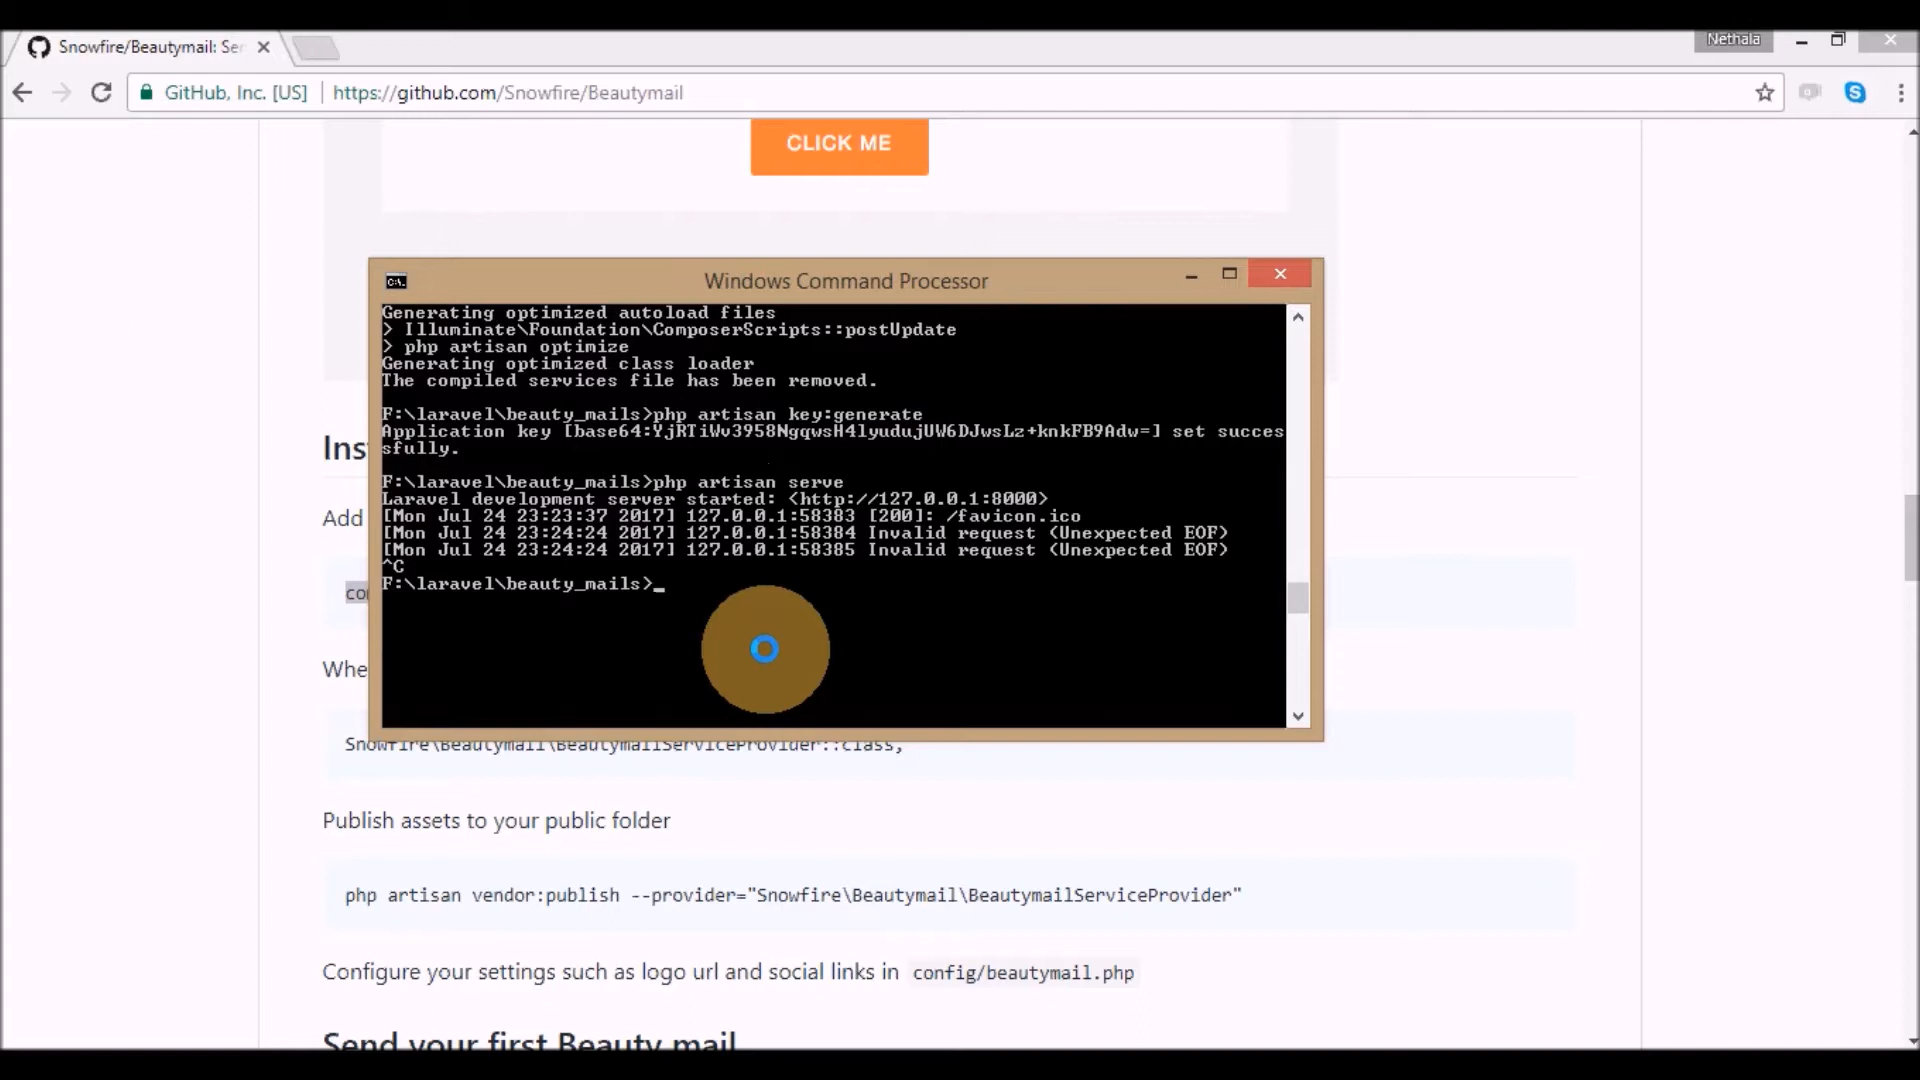 Snowfire/Beautymail: Se
Nethala
GitHub, Inc. [US]
https://github.com/Snowfire/Beautymail
CLICK ME
Windows Command Processor
Generating optimized autoload files
> Illuminate\Foundation\ComposerScripts::postUpdate
> php artisan optimize
Generating optimized class loader
The compiled services file has been removed.
F:\laravel\beauty_mails>php artisan key:generate
Application key [base64:YjRTiWv3958NgqwsH4lyudujUW6DJwsLz+knkFB9Adw=] set succes
sfully.
F:\laravel\beauty_mails>php artisan serve
Laravel development server started: <http://127.0.0.1:8000>
[Mon Jul 24 23:23:37 2017] 127.0.0.1:58383 [200]: /favicon.ico
[Mon Jul 24 23:24:24 2017] 127.0.0.1:58384 Invalid request (Unexpected EOF)
[Mon Jul 24 23:24:24 2017] 127.0.0.1:58385 Invalid request (Unexpected EOF)
^C
F:\laravel\beauty_mails>_
Ins
Add
co
Whe
Snowfire\Beautymail\BeautymailServiceProvider::class,
Publish assets to your public folder
php artisan vendor:publish --provider="Snowfire\Beautymail\BeautymailServiceProvider"
Configure your settings such as logo url and social links in config/beautymail.php
Send your first Beauty mail